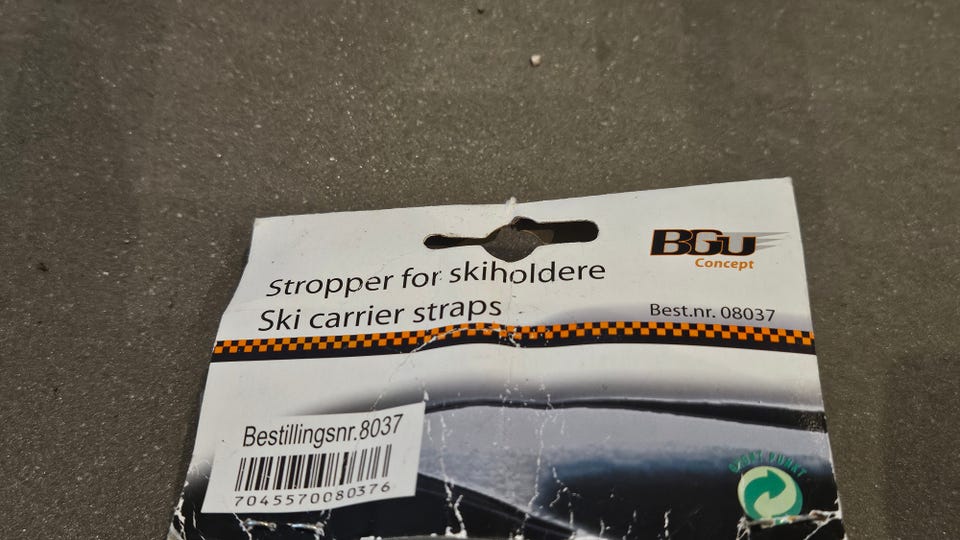 BGU
Concept
Stropper for skiholdere
Ski carrier straps
Best.nr. 08037
Bestillingsnr.8037
7045570080376